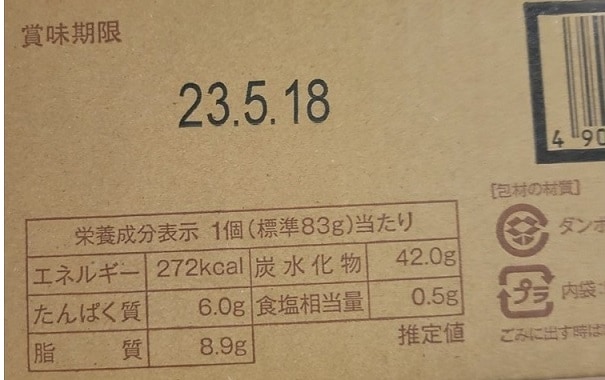 賞味期限
23.5.18
4 90
[包材の材質]
ダンボ
プラ 内袋:
ごみに出す時は
栄養成分表示 1個(標準83g)当たり
エネルギー 272kcal 炭水化物 42.0g
たんぱく質 6.0g 食塩相当量 0.5g
脂 質 8.9g
推定値